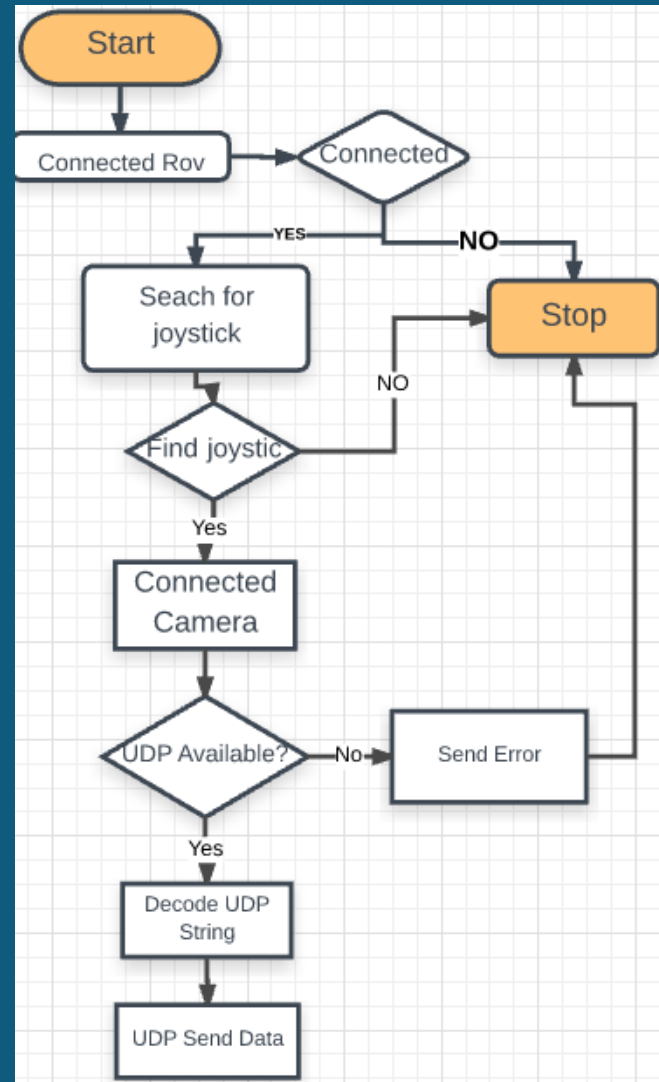 Start
Connected Rov
Connected
YES
NO
Seach for
joystick
Stop
NO
Find joystic
Yes
Connected
Camera
UDP Available?
No
Send Error
Yes
Decode UDP
String
UDP Send Data